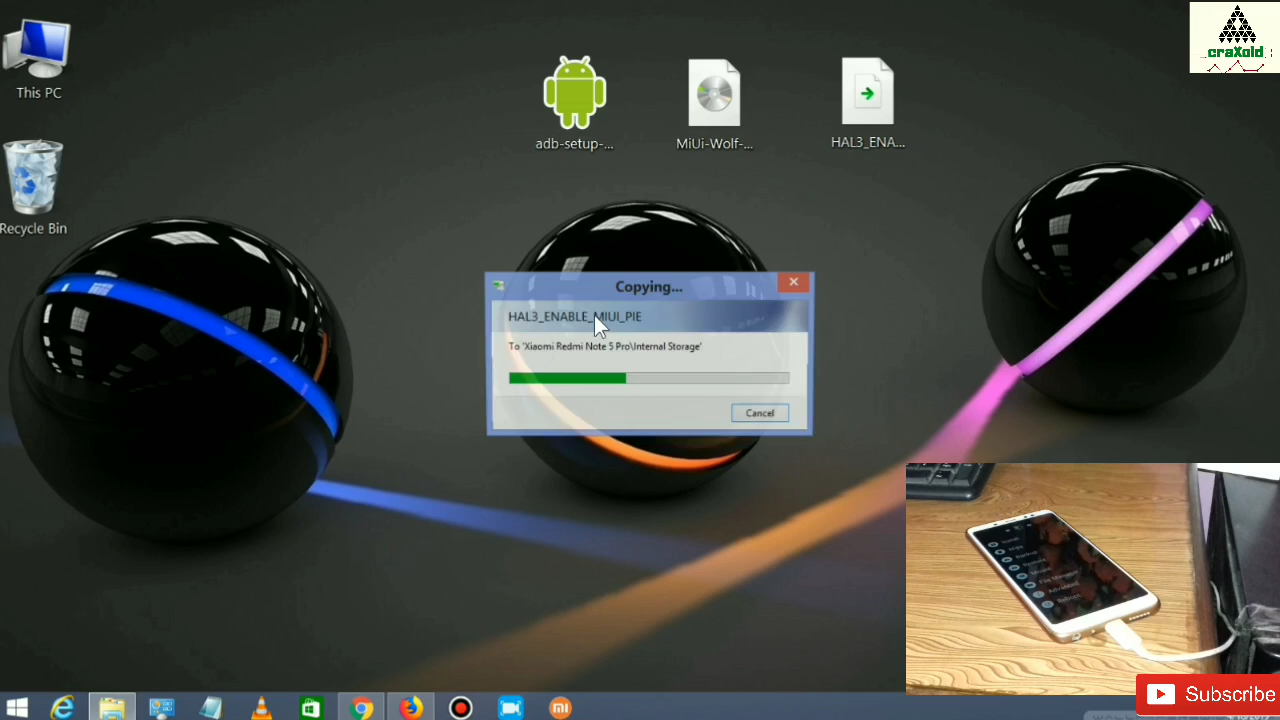 This PC
Recycle Bin
adb-setup-...
MiUi-Wolf-...
HAL3_ENA...
craXoid
Copying...
HAL3_ENABLE_MIUI_PIE
To 'Xiaomi Redmi Note 5 Pro\Internal Storage'
Cancel
Subscribe